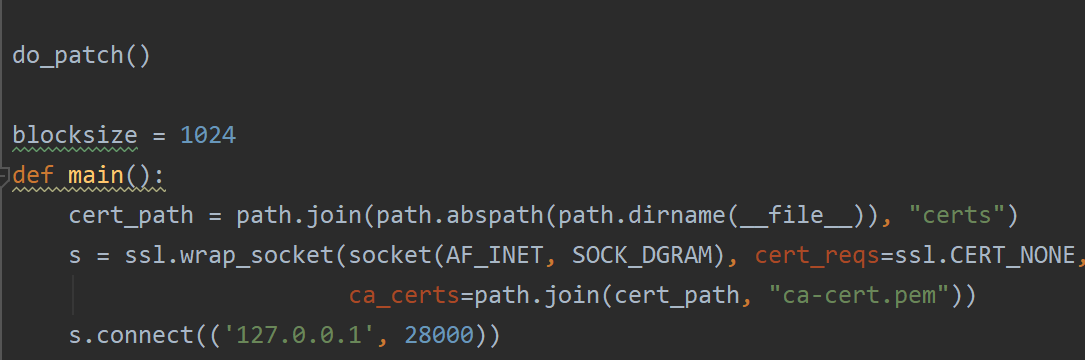 do_patch()
blocksize = 1024
def main():
    cert_path = path.join(path.abspath(path.dirname(__file__)), "certs")
    s = ssl.wrap_socket(socket(AF_INET, SOCK_DGRAM), cert_reqs=ssl.CERT_NONE,
                        ca_certs=path.join(cert_path, "ca-cert.pem"))
    s.connect(('127.0.0.1', 28000))